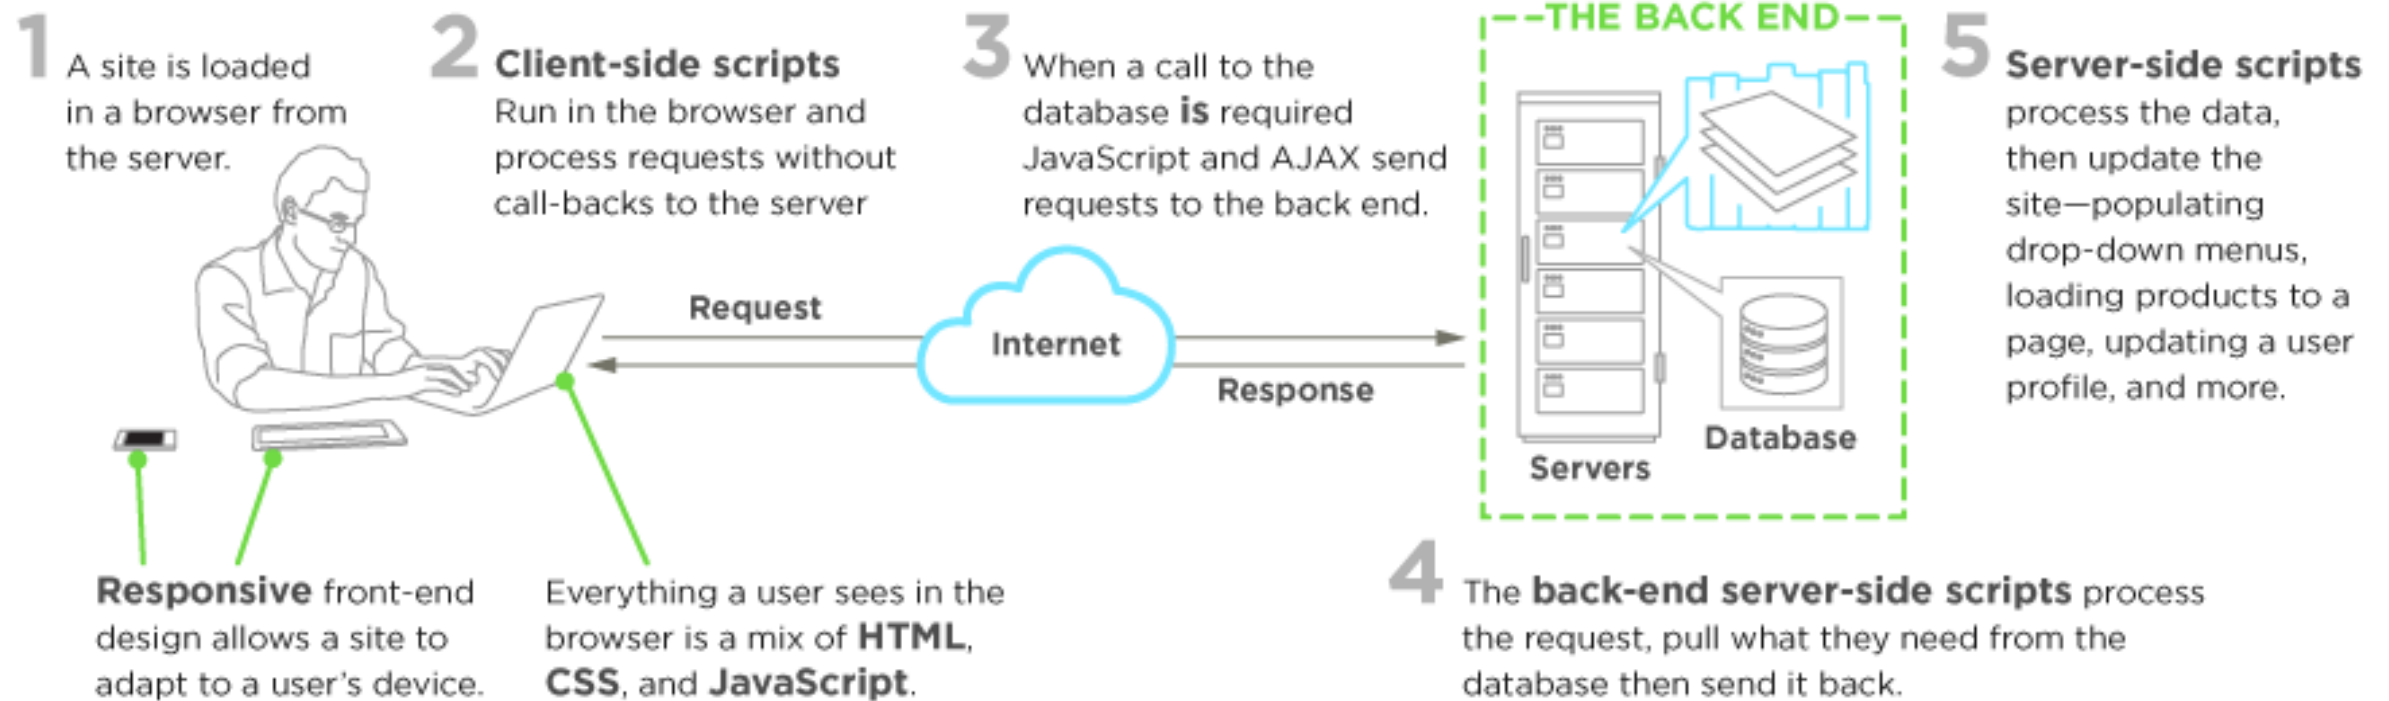 1
A site is loaded
in a browser from
the server.
2
Client-side scripts
Run in the browser and
process requests without
call-backs to the server
3
When a call to the
database is required
JavaScript and AJAX send
requests to the back end.
THE BACK END
5
Server-side scripts
process the data,
then update the
site—populating
drop-down menus,
loading products to a
page, updating a user
profile, and more.
Request
Internet
Response
Database
Servers
Responsive front-end
design allows a site to
adapt to a user's device.
Everything a user sees in the
browser is a mix of HTML,
CSS, and JavaScript.
4
The back-end server-side scripts process
the request, pull what they need from the
database then send it back.